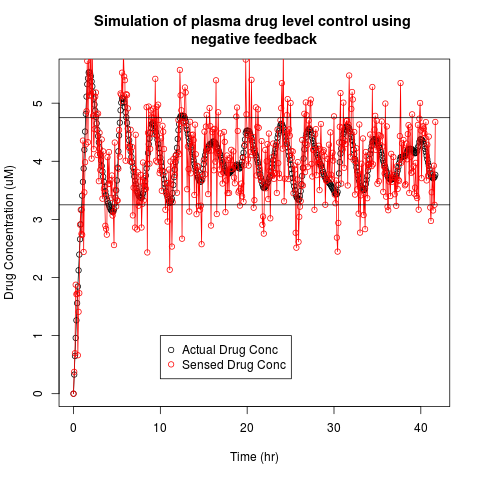 Simulation of plasma drug level control using
negative feedback
Drug Concentration (uM)
5
4
3
2
1
0
Actual Drug Conc
Sensed Drug Conc
0 10 20 30 40
Time (hr)